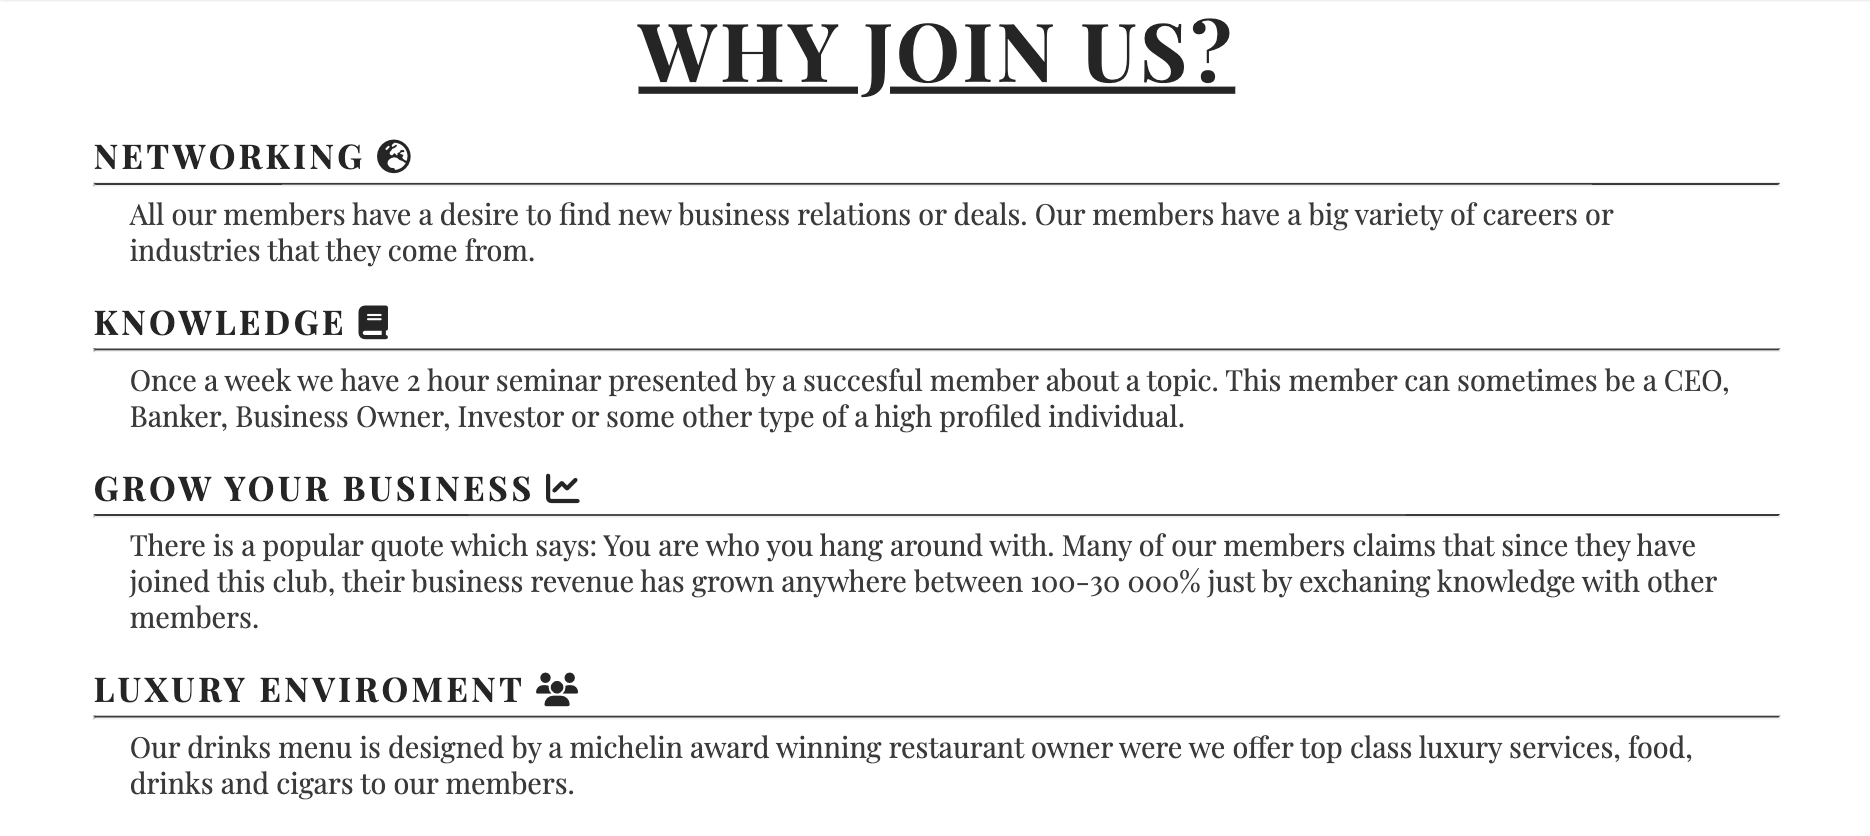 WHY JOIN US?
NETWORKING
All our members have a desire to find new business relations or deals. Our members have a big variety of careers or
industries that they come from.
KNOWLEDGE
Once a week we have 2 hour seminar presented by a succesful member about a topic. This member can sometimes be a CEO,
Banker, Business Owner, Investor or some other type of a high profiled individual.
GROW YOUR BUSINESS
There is a popular quote which says: You are who you hang around with. Many of our members claims that since they have
joined this club, their business revenue has grown anywhere between 100-30 000% just by exchaning knowledge with other
members.
LUXURY ENVIROMENT
Our drinks menu is designed by a michelin award winning restaurant owner were we offer top class luxury services, food,
drinks and cigars to our members.